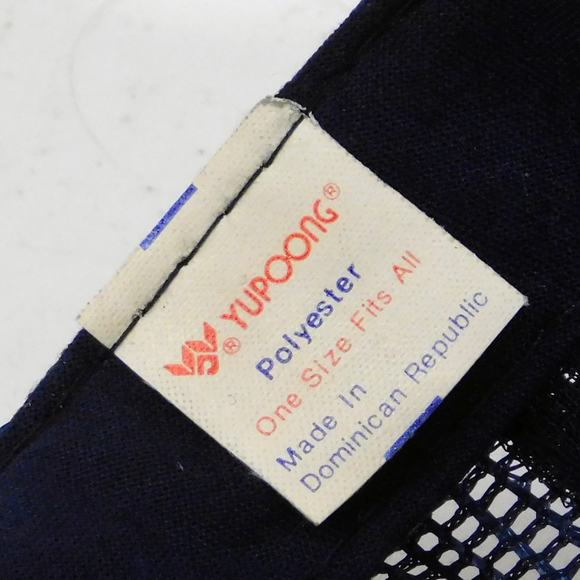 ® YUPOONG®
Polyester
One Size Fits All
Made In
Dominican Republic